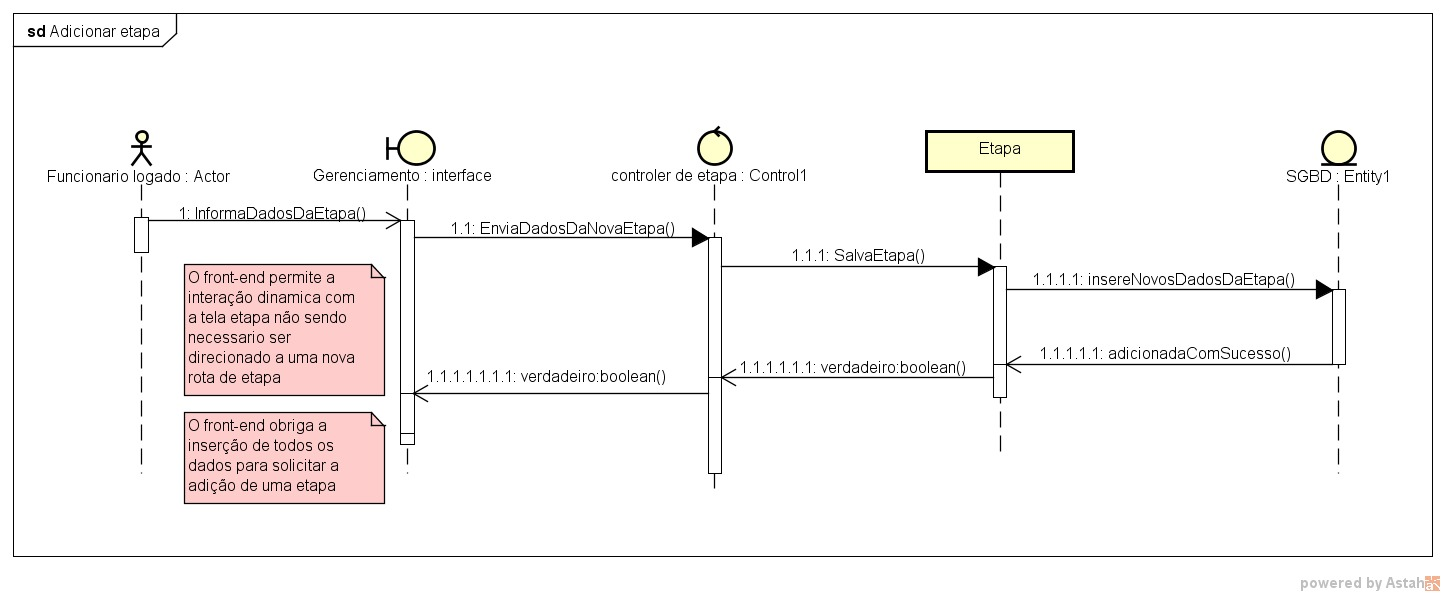 sd Adicionar etapa
Funcionario logado : Actor
Gerenciamento : interface
controler de etapa : Control1
Etapa
SGBD : Entity1
1: InformaDadosDaEtapa()
1.1: EnviaDadosDaNovaEtapa()
1.1.1: SalvaEtapa()
1.1.1.1: insereNovosDadosDaEtapa()
O front-end permite a
interação dinamica com
a tela etapa não sendo
necessario ser
direcionado a uma nova
rota de etapa
1.1.1.1.1: adicionadaComSucesso()
1.1.1.1.1.1: verdadeiro:boolean()
1.1.1.1.1.1.1: verdadeiro:boolean()
O front-end obriga a
inserção de todos os
dados para solicitar a
adição de uma etapa
powered by Astah